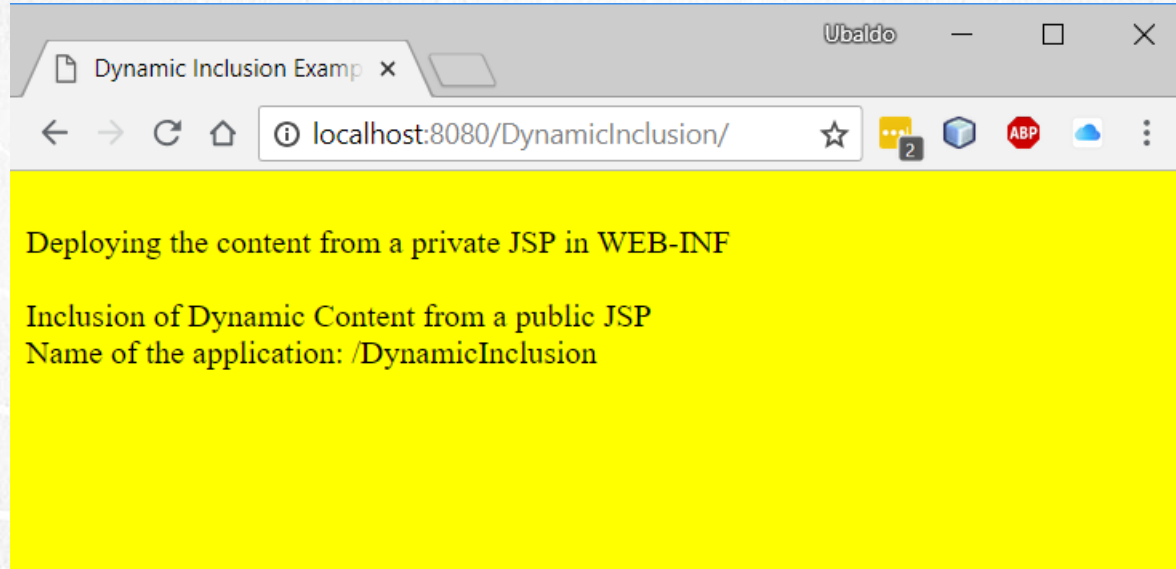 Ubaldo
Dynamic Inclusion Examp
localhost:8080/DynamicInclusion/
2
ABP
Deploying the content from a private JSP in WEB-INF
Inclusion of Dynamic Content from a public JSP
Name of the application: /DynamicInclusion